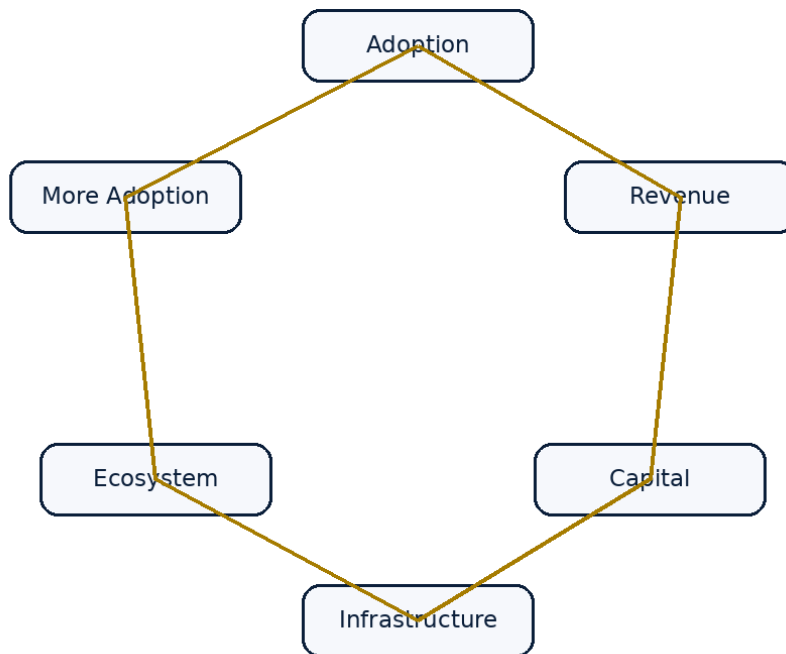 Adoption
More Adoption
Revenue
Ecosystem
Capital
Infrastructure